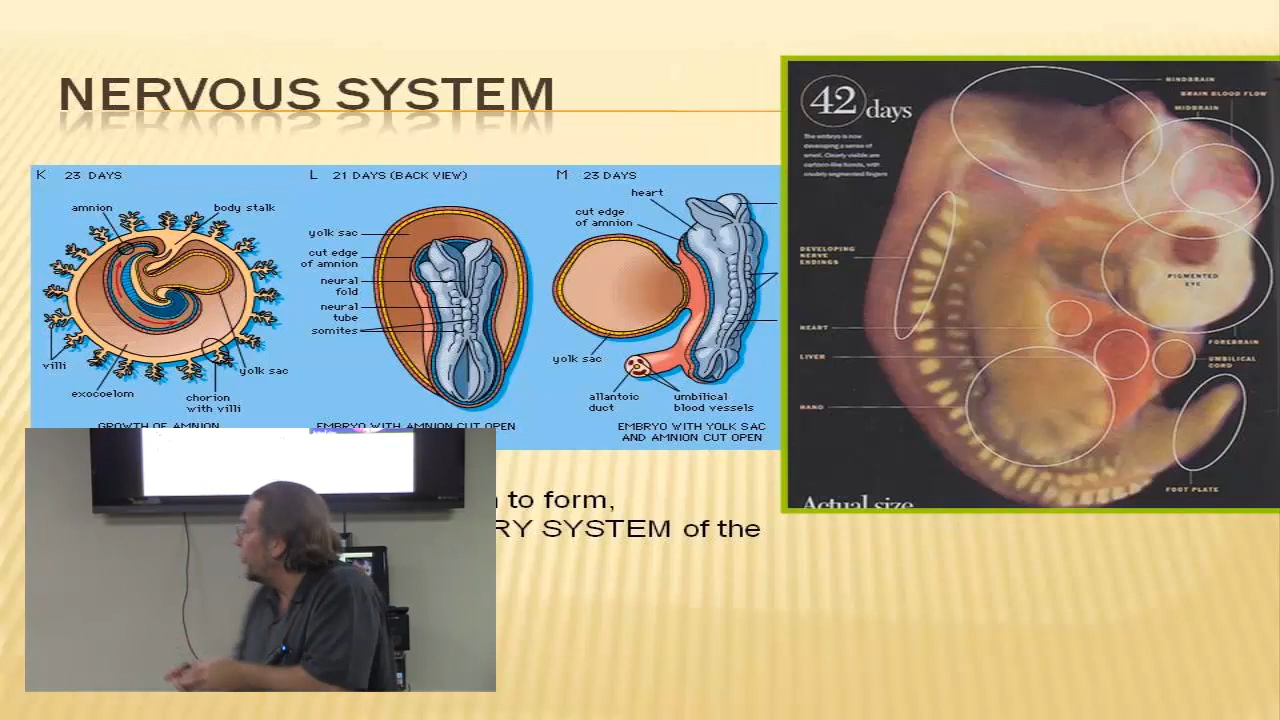 NERVOUS SYSTEM
K 23 DAYS
amnion
body stalk
villi
exocoelom
chorion
with villi
yolk sac
GROWTH OF AMNION
L 21 DAYS (BACK VIEW)
yolk sac
cut edge
of amnion
neural
fold
neural
tube
somites
EMBRYO WITH AMNION CUT OPEN
M 23 DAYS
heart
cut edge
of amnion
yolk sac
allantoic
duct
umbilical
blood vessels
EMBRYO WITH YOLK SAC
AND AMNION CUT OPEN
42 days
The embryo is now
developing a sense of
smell. Clearly visible are
cartoon-like hands, with
crudely segmented fingers
HINDBRAIN
BRAIN BLOOD FLOW
MIDBRAIN
DEVELOPING
NERVE
ENDINGS
PIGMENTED
EYE
HEART
LIVER
HAND
FOREBRAIN
UMBILICAL
CORD
FOOT PLATE
Actual size
to form,
RY SYSTEM of the